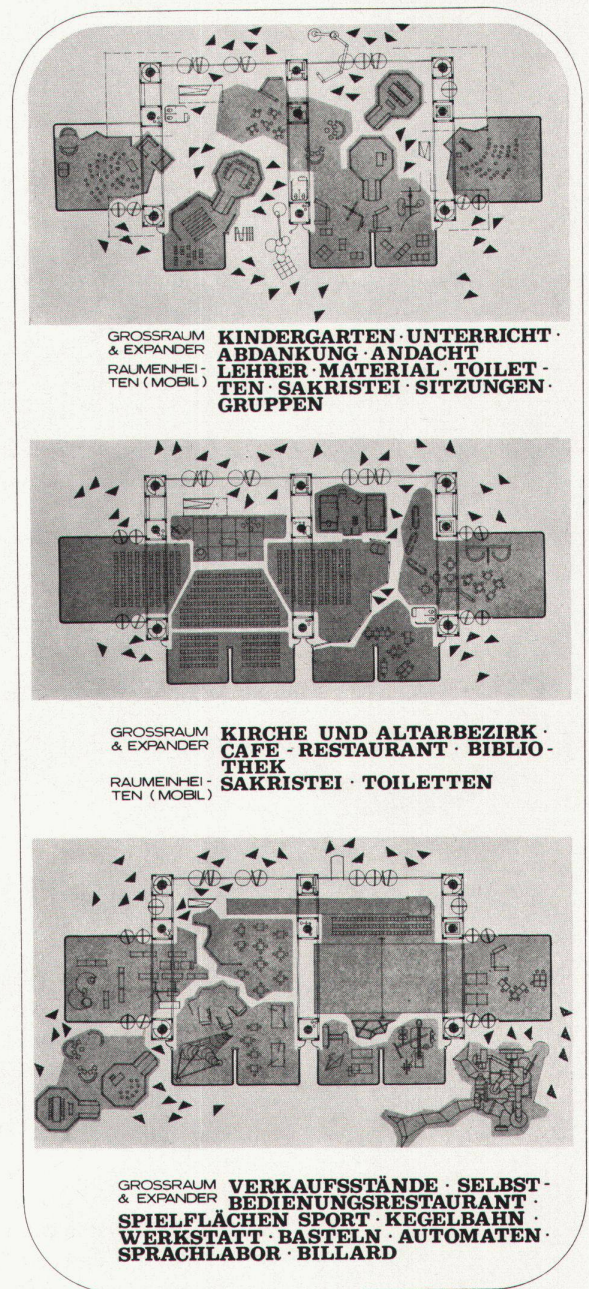 GROSSRAUM & EXPANDER
KINDERGARTEN · UNTERRICHT ·
ABDANKUNG · ANDACHT
RAUMEINHEI-
TEN (MOBIL)
LEHRER · MATERIAL · TOILET-
TEN · SAKRISTEI · SITZUNGEN ·
GRUPPEN
GROSSRAUM
& EXPANDER
KIRCHE UND ALTARBEZIRK ·
CAFE - RESTAURANT · BIBLIO-
THEK
RAUMEINHEI-
TEN (MOBIL)
SAKRISTEI · TOILETTEN
GROSSRAUM
& EXPANDER
VERKAUFSSTÄNDE · SELBST-
BEDIENUNGSRESTAURANT ·
SPIELFLÄCHEN SPORT · KEGELBAHN ·
WERKSTATT · BASTELN · AUTOMATEN ·
SPRACHLABOR · BILLARD